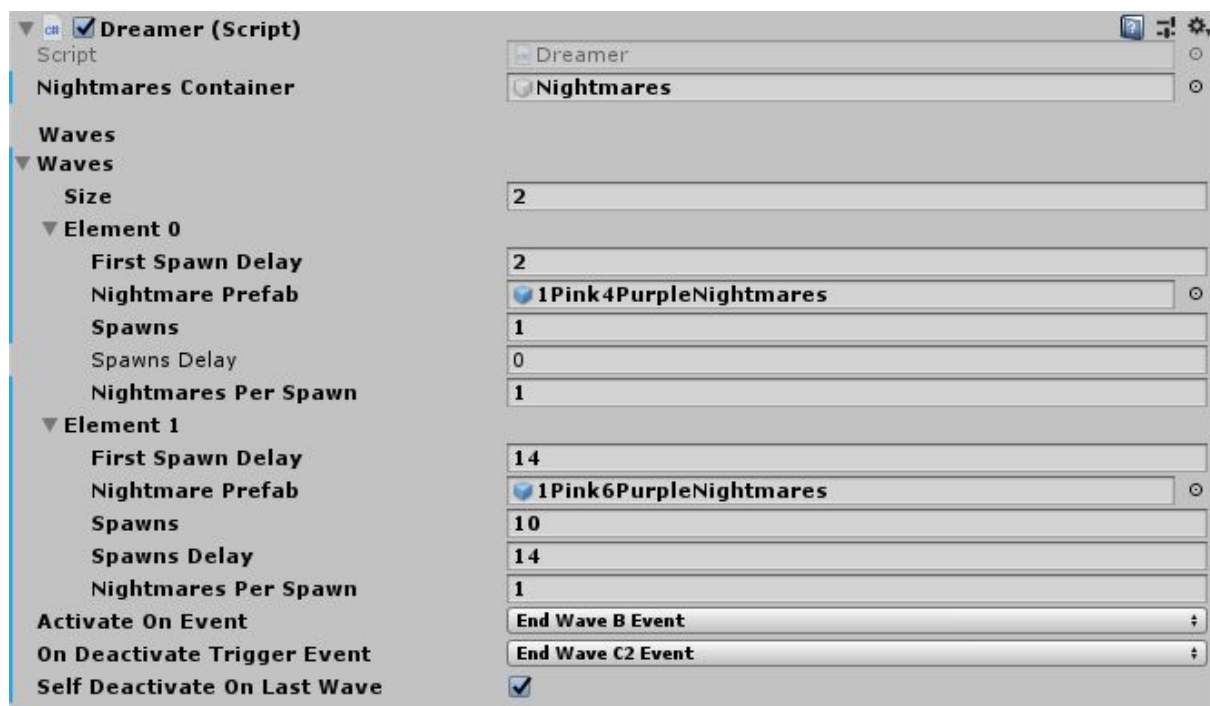 Dreamer (Script)
Script Dreamer
Nightmares Container Nightmares
Waves
Waves
Size 2
Element 0
First Spawn Delay 2
Nightmare Prefab 1Pink4PurpleNightmares
Spawns 1
Spawns Delay 0
Nightmares Per Spawn 1
Element 1
First Spawn Delay 14
Nightmare Prefab 1Pink6PurpleNightmares
Spawns 10
Spawns Delay 14
Nightmares Per Spawn 1
Activate On Event End Wave B Event
On Deactivate Trigger Event End Wave C2 Event
Self Deactivate On Last Wave